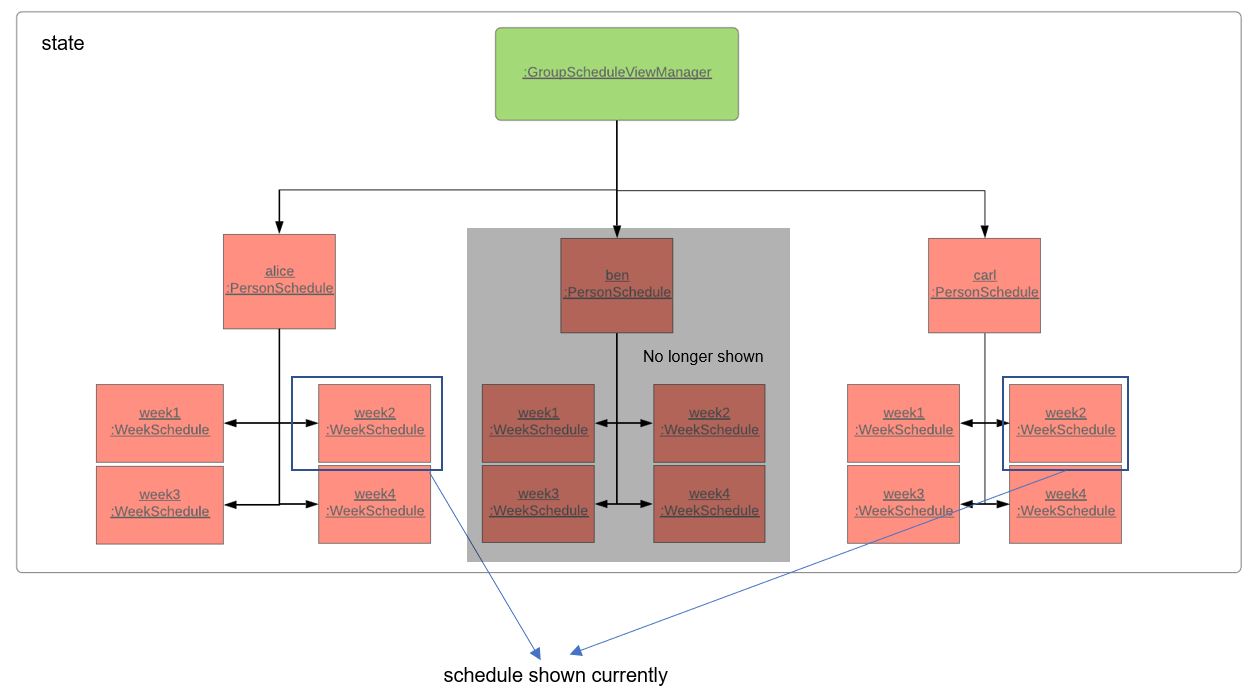 state
:GroupScheduleViewManager
alice
:PersonSchedule
ben
:PersonSchedule
carl
:PersonSchedule
No longer shown
week1
:WeekSchedule
week2
:WeekSchedule
week1
:WeekSchedule
week2
:WeekSchedule
week1
:WeekSchedule
week2
:WeekSchedule
week3
:WeekSchedule
week4
:WeekSchedule
week3
:WeekSchedule
week4
:WeekSchedule
week3
:WeekSchedule
week4
:WeekSchedule
schedule shown currently